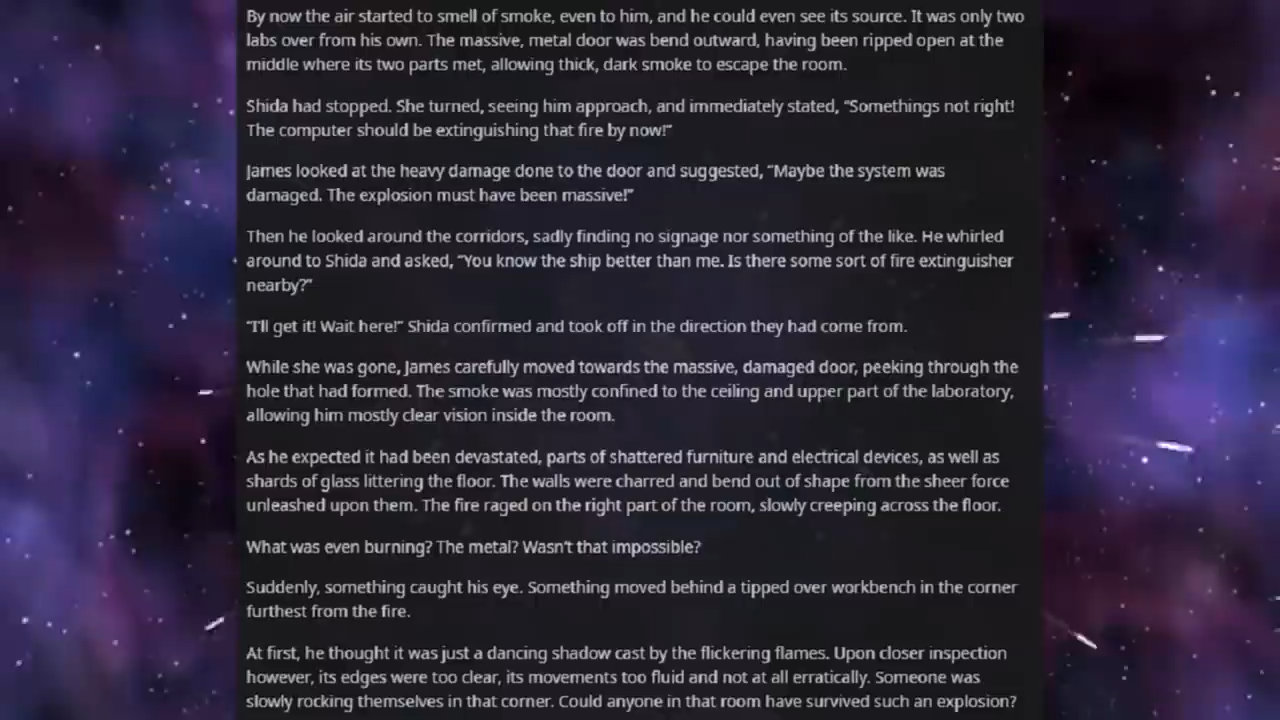 By now the air started to smell of smoke, even to him, and he could even see its source. It was only two
labs over from his own. The massive, metal door was bend outward, having been ripped open at the
middle where its two parts met, allowing thick, dark smoke to escape the room.
Shida had stopped. She turned, seeing him approach, and immediately stated, “Somethings not right!
The computer should be extinguishing that fire by now!”
James looked at the heavy damage done to the door and suggested, “Maybe the system was
damaged. The explosion must have been massive!”
Then he looked around the corridors, sadly finding no signage nor something of the like. He whirled
around to Shida and asked, “You know the ship better than me. Is there some sort of fire extinguisher
nearby?”
“I’ll get it! Wait here!” Shida confirmed and took off in the direction they had come from.
While she was gone, James carefully moved towards the massive, damaged door, peeking through the
hole that had formed. The smoke was mostly confined to the ceiling and upper part of the laboratory,
allowing him mostly clear vision inside the room.
As he expected it had been devastated, parts of shattered furniture and electrical devices, as well as
shards of glass littering the floor. The walls were charred and bend out of shape from the sheer force
unleashed upon them. The fire raged on the right part of the room, slowly creeping across the floor.
What was even burning? The metal? Wasn’t that impossible?
Suddenly, something caught his eye. Something moved behind a tipped over workbench in the corner
furthest from the fire.
At first, he thought it was just a dancing shadow cast by the flickering flames. Upon closer inspection
however, its edges were too clear, its movements too fluid and not at all erratically. Someone was
slowly rocking themselves in that corner. Could anyone in that room have survived such an explosion?